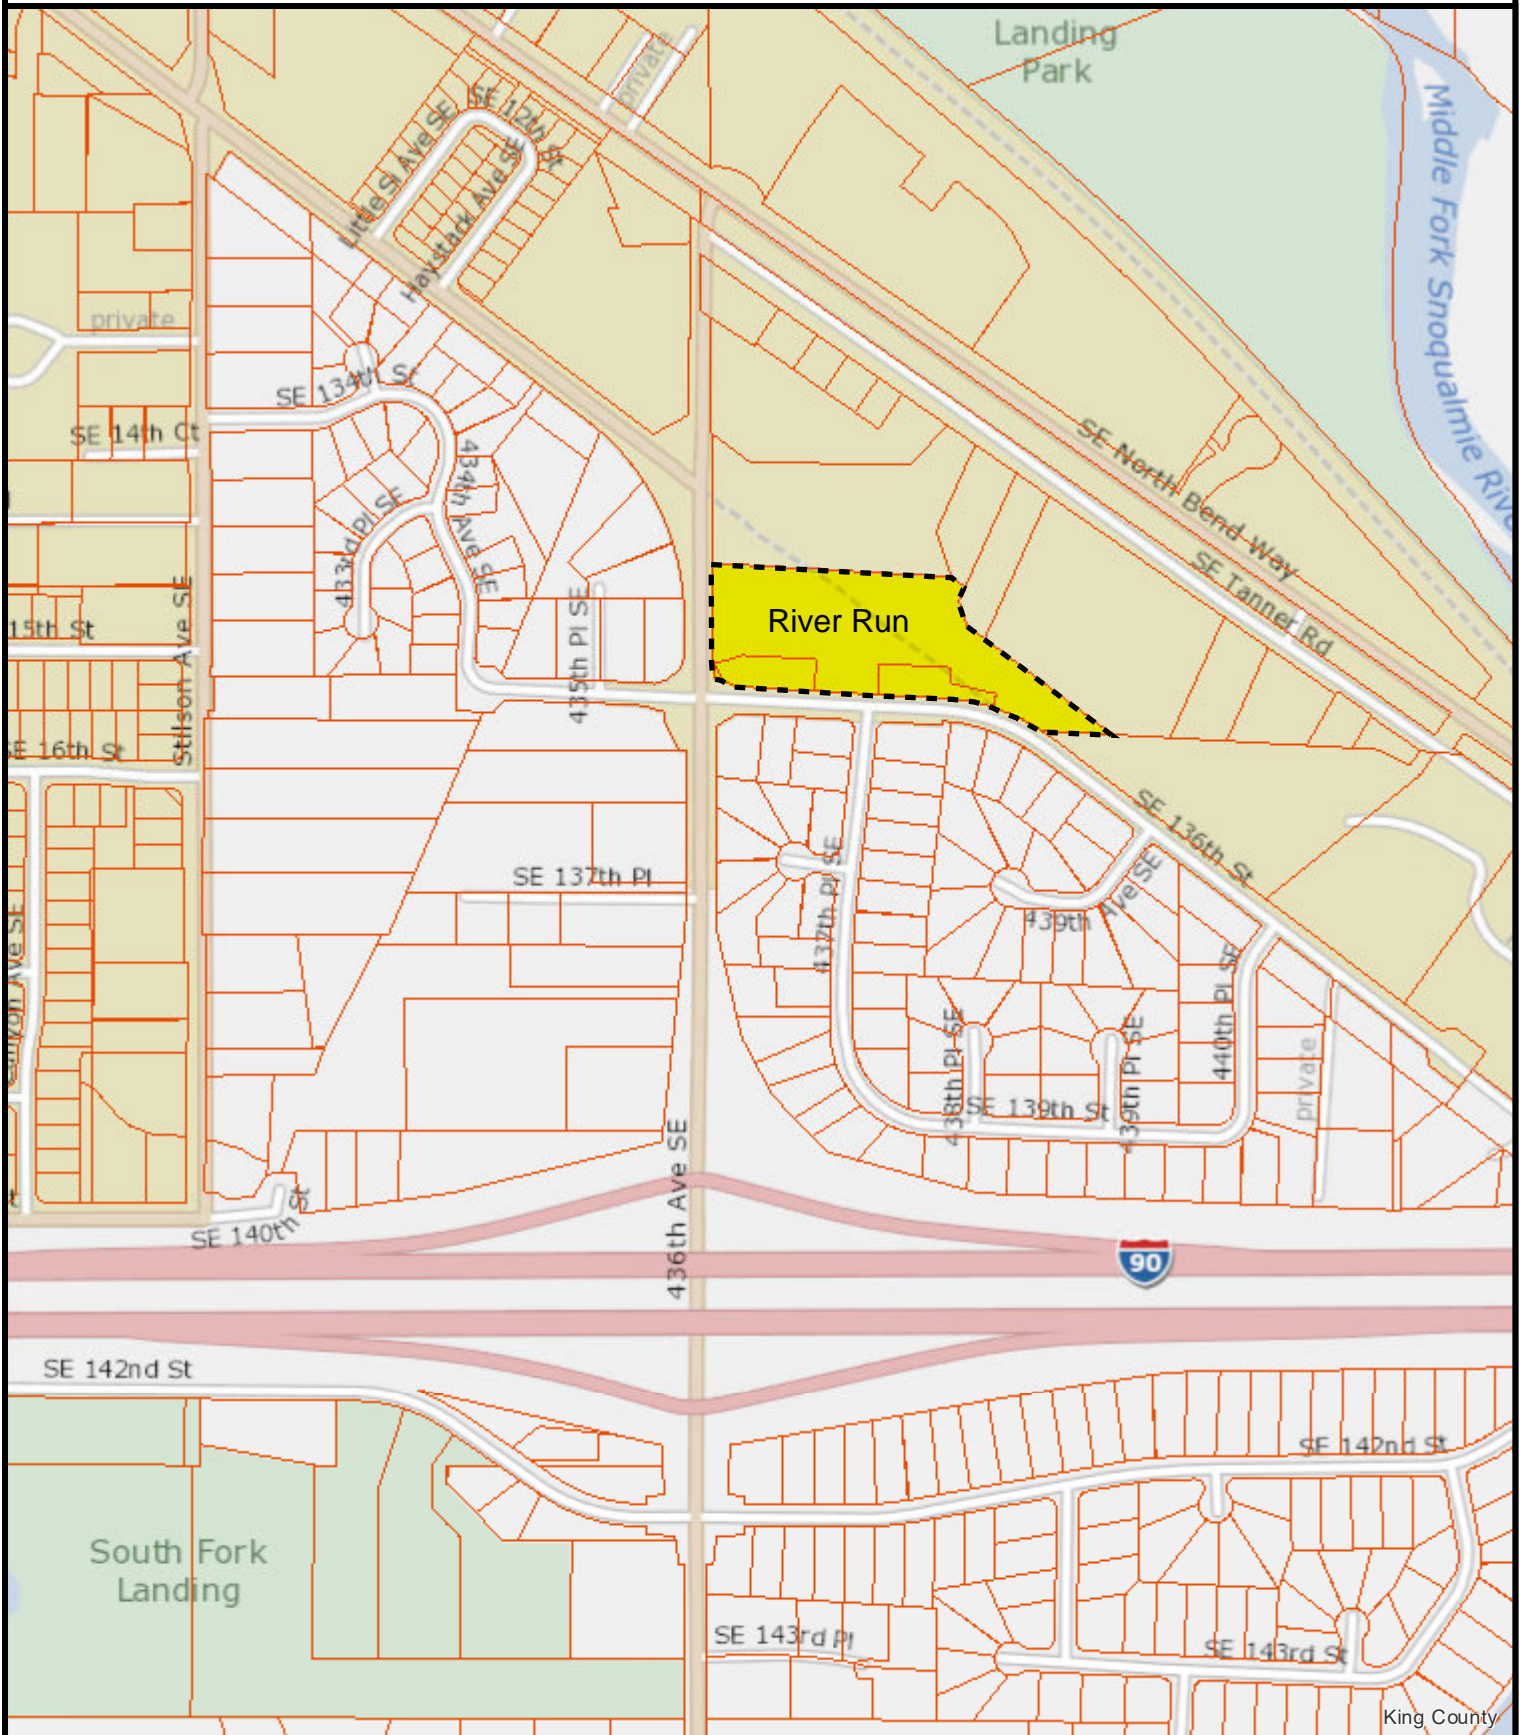 Landing
Park
private
SE 12th St
Little Si Ave SE
Haystack Ave SE
Middle Fork Snoqualmie River
private
SE 134th St
SE 14th Ct
434th Ave SE
SE North Bend Way
433rd Pl SE
SE Tanner Rd
435th Pl SE
Stilson Ave SE
15th St
River Run
SE 16th St
SE 136th St
437th Pl SE
SE 137th Pl
439th Ave SE
Canyon Ave SE
440th Pl SE
438th Pl SE
439th Pl SE
private
SE 139th St
436th Ave SE
SE 140th St
90
SE 142nd St
SE 142nd St
South Fork
Landing
SE 143rd Pl
SE 143rd St
King County